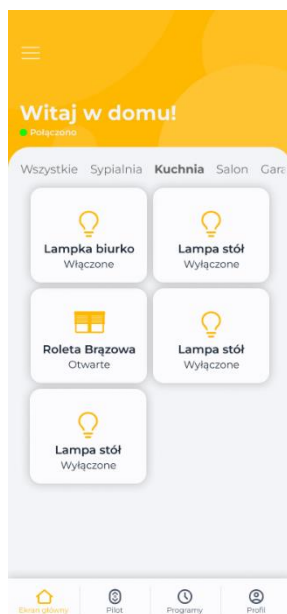 Witaj w domu!
Połączono
Wszystkie Sypialnia Kuchnia Salon Gara
Lampka biurko
Włączone
Lampa stół
Wyłączone
Roleta Brązowa
Otwarte
Lampa stół
Wyłączone
Lampa stół
Wyłączone
Ekran główny Pilot Programy Profil